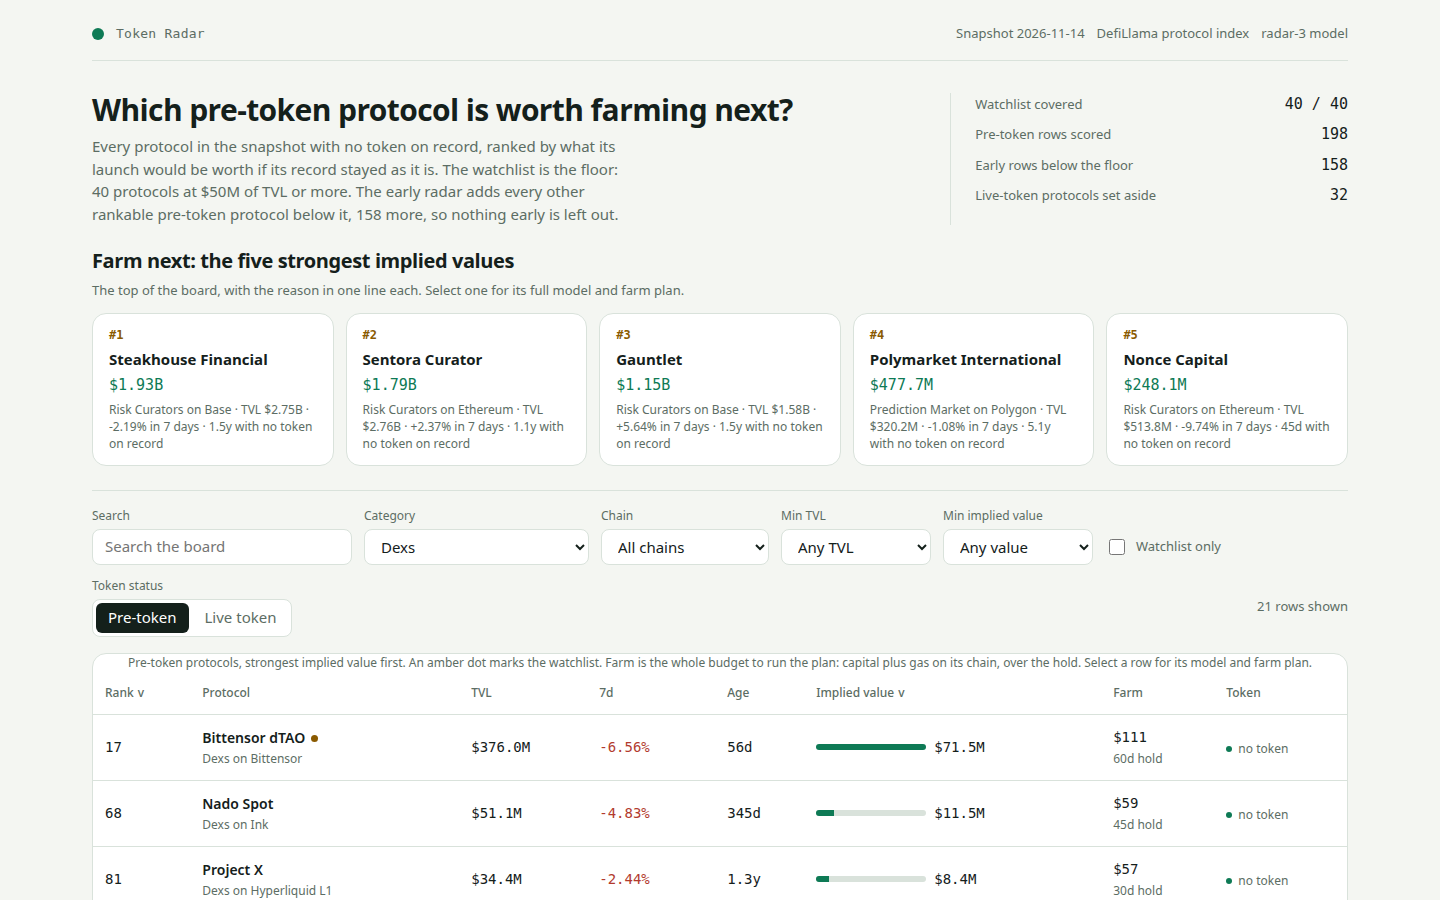 Token Radar
Snapshot 2026-11-14 DefiLlama protocol index radar-3 model
Which pre-token protocol is worth farming next?
Every protocol in the snapshot with no token on record, ranked by what its
launch would be worth if its record stayed as it is. The watchlist is the floor:
40 protocols at $50M of TVL or more. The early radar adds every other
rankable pre-token protocol below it, 158 more, so nothing early is left out.
Watchlist covered 40 / 40
Pre-token rows scored 198
Early rows below the floor 158
Live-token protocols set aside 32
Farm next: the five strongest implied values
The top of the board, with the reason in one line each. Select one for its full model and farm plan.
#1
Steakhouse Financial
$1.93B
Risk Curators on Base · TVL $2.75B ·
-2.19% in 7 days · 1.5y with no token
on record
#2
Sentora Curator
$1.79B
Risk Curators on Ethereum · TVL
$2.76B · +2.37% in 7 days · 1.1y with
no token on record
#3
Gauntlet
$1.15B
Risk Curators on Base · TVL $1.58B ·
+5.64% in 7 days · 1.5y with no token
on record
#4
Polymarket International
$477.7M
Prediction Market on Polygon · TVL
$320.2M · -1.08% in 7 days · 5.1y
with no token on record
#5
Nonce Capital
$248.1M
Risk Curators on Ethereum · TVL
$513.8M · -9.74% in 7 days · 45d with
no token on record
Search Category Chain Min TVL Min implied value
Search the board Dexs All chains Any TVL Any value Watchlist only
Token status
Pre-token Live token
21 rows shown
Pre-token protocols, strongest implied value first. An amber dot marks the watchlist. Farm is the whole budget to run the plan: capital plus gas on its chain, over the hold. Select a row for its model and farm plan.
Rank v Protocol TVL 7d Age Implied value v Farm Token
17 Bittensor dTAO $376.0M -6.56% 56d $71.5M $111 no token
Dexs on Bittensor 60d hold
68 Nado Spot $51.1M -4.83% 345d $11.5M $59 no token
Dexs on Ink 45d hold
81 Project X $34.4M -2.44% 1.3y $8.4M $57 no token
Dexs on Hyperliquid L1 30d hold